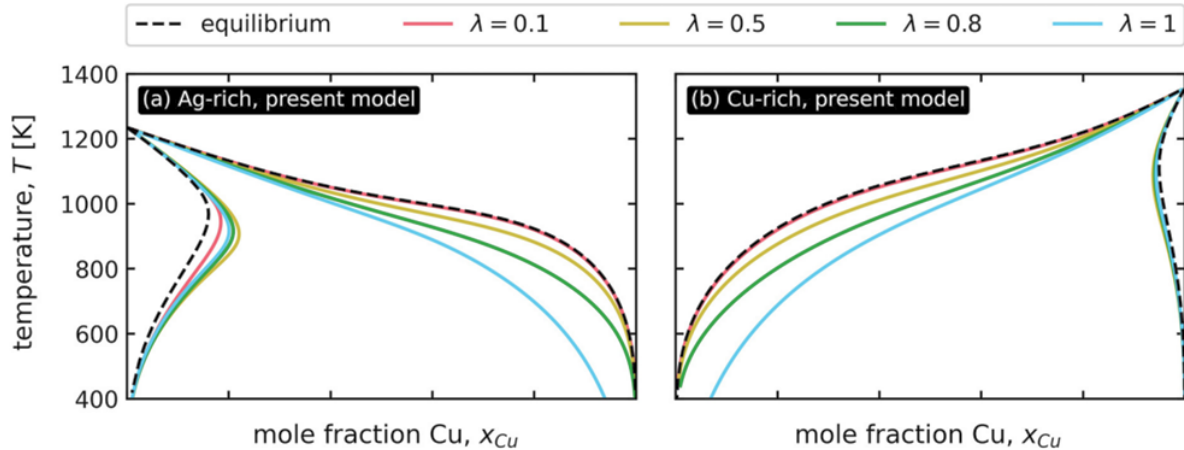 equilibrium λ = 0.1 λ = 0.5 λ = 0.8 λ = 1
(a) Ag-rich, present model
(b) Cu-rich, present model
temperature, T [K]
1400
1200
1000
800
600
400
mole fraction Cu, x_Cu
mole fraction Cu, x_Cu